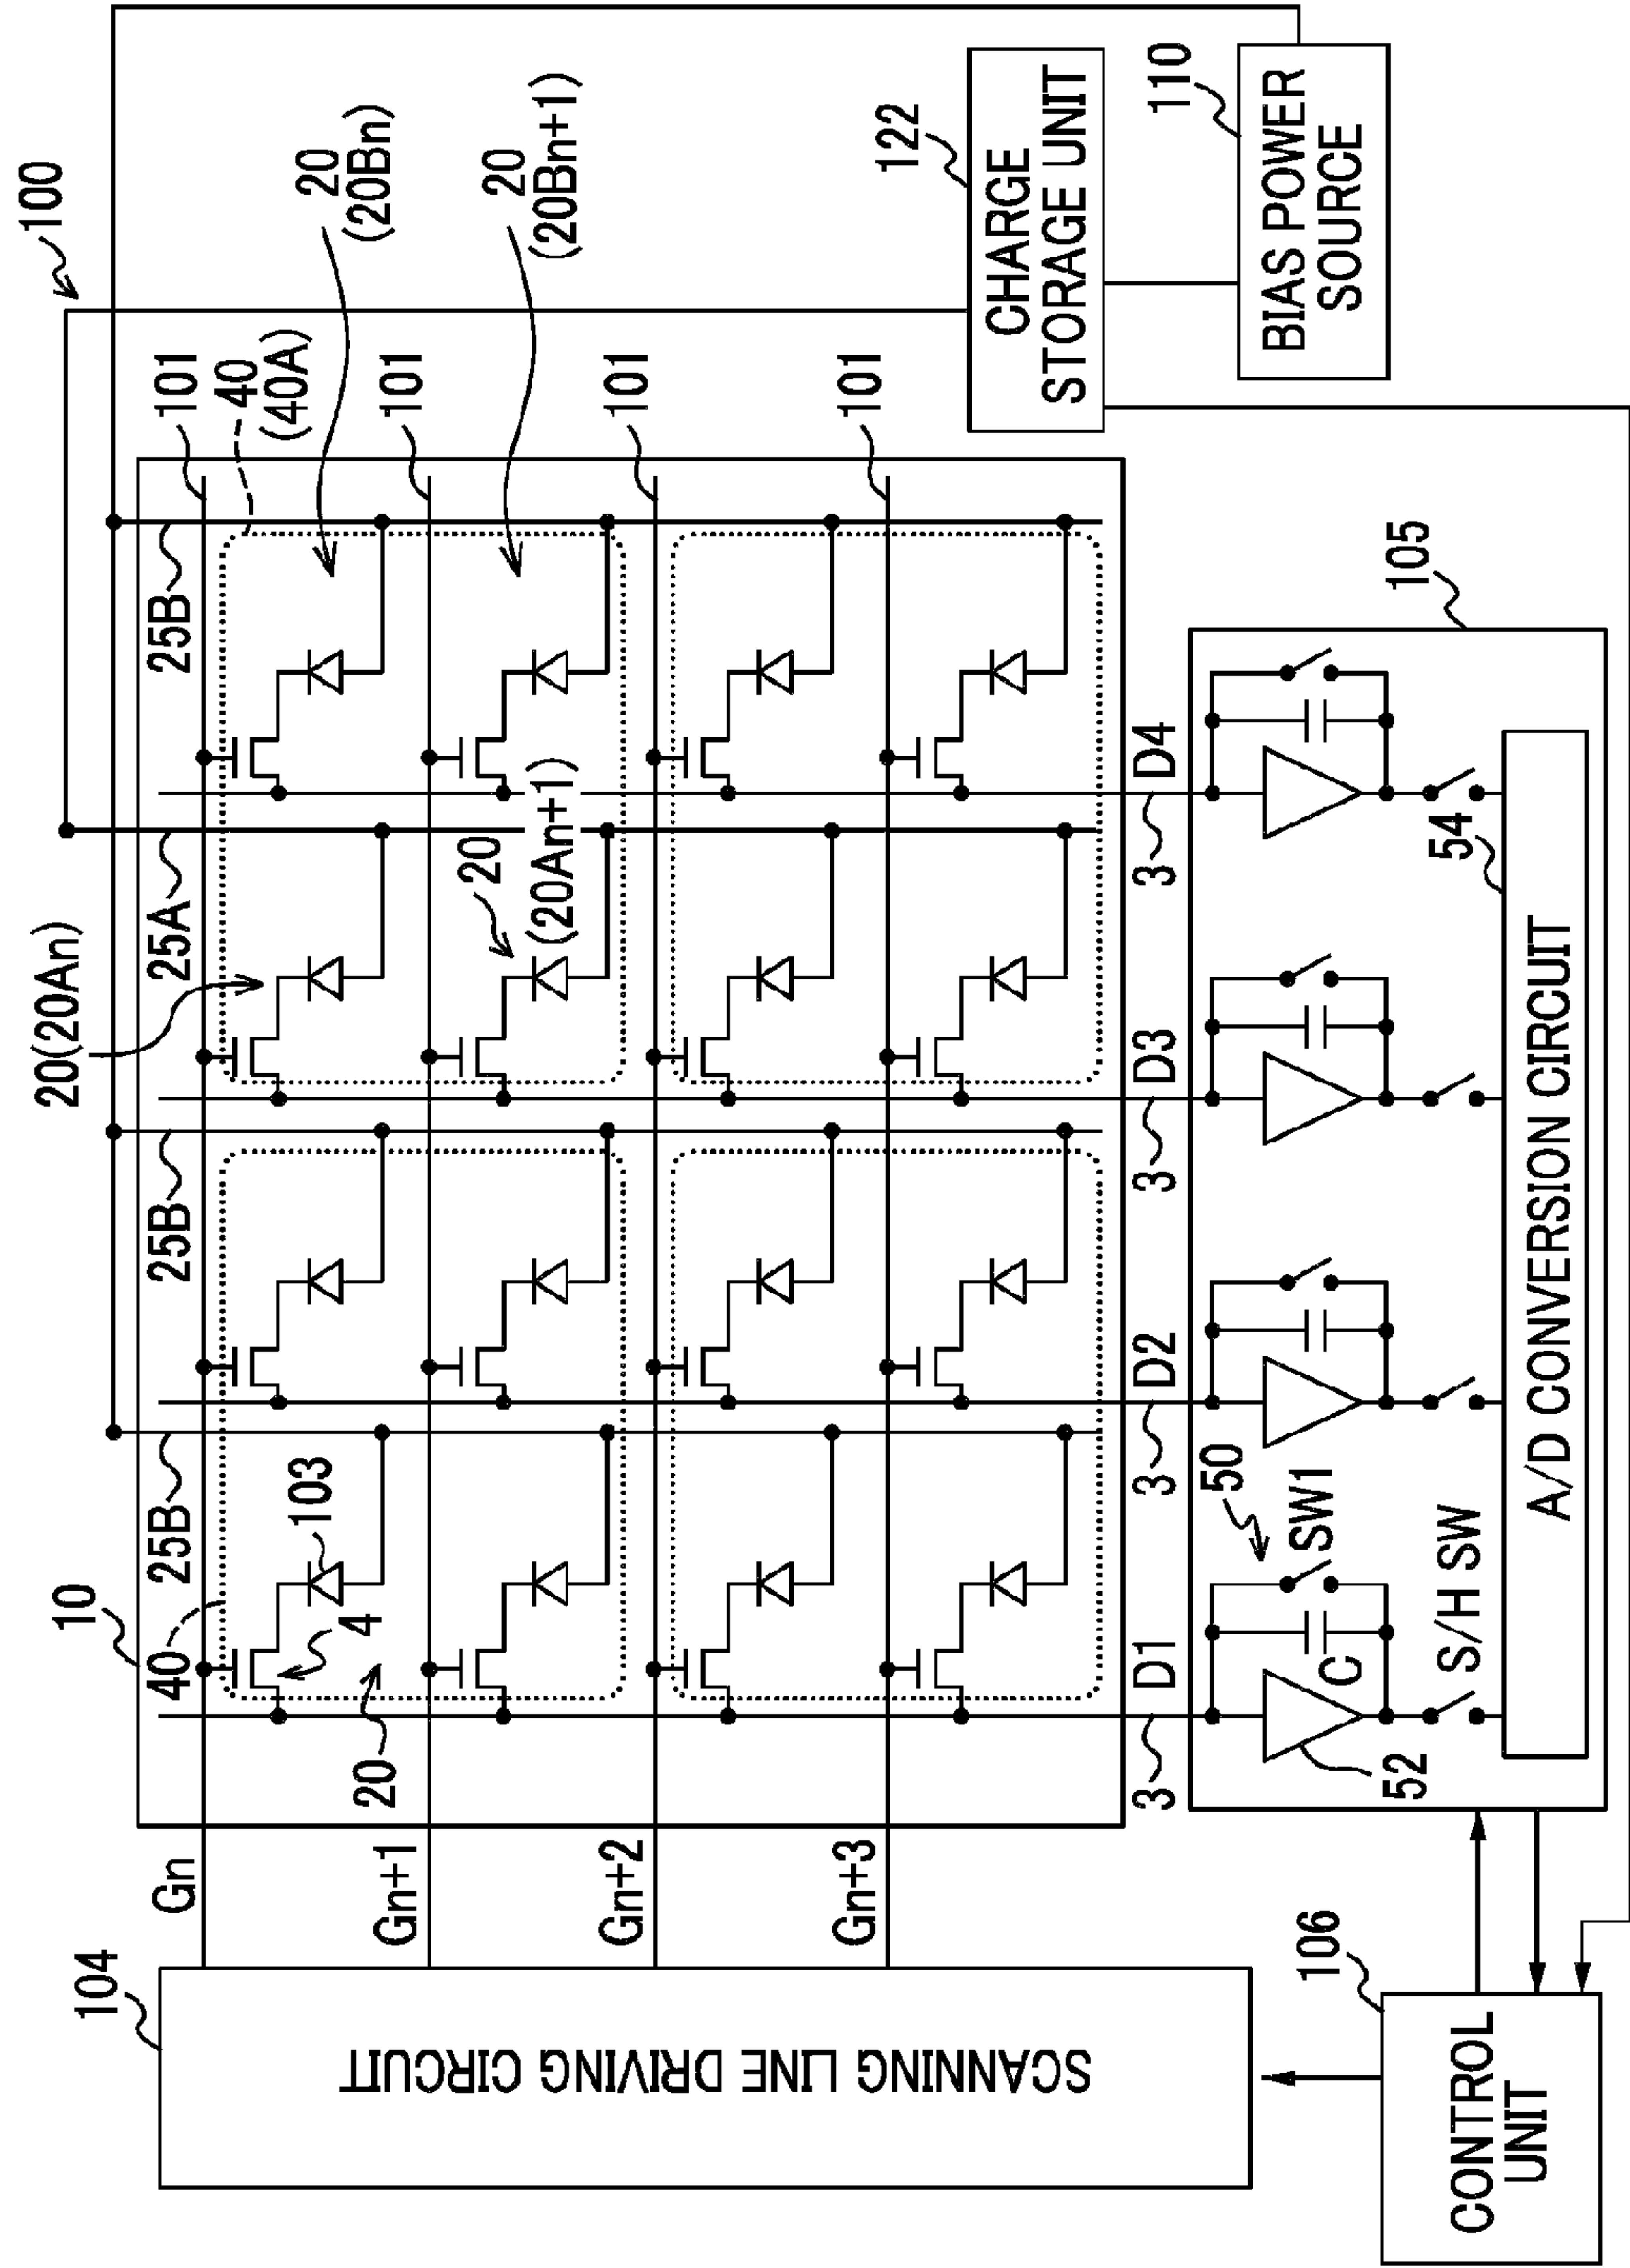 100
20
(20Bn)
20
(20Bn+1)
101
40
(40A)
101
101
101
122
CHARGE
STORAGE UNIT
110
BIAS POWER
SOURCE
25B
25A
20(20An)
20
(20An+1)
25B
25B
10
40
103
4
20
Gn
Gn+1
Gn+2
Gn+3
104
SCANNING LINE DRIVING CIRCUIT
3
D1
3
D2
3
D3
3
D4
105
50
SW1
C
52
S/H SW
54
A/D CONVERSION CIRCUIT
106
CONTROL
UNIT